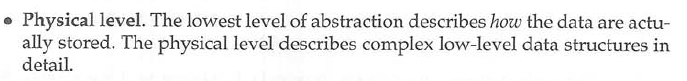 • Physical level. The lowest level of abstraction describes how the data are actu-
ally stored. The physical level describes complex low-level data structures in
detail.